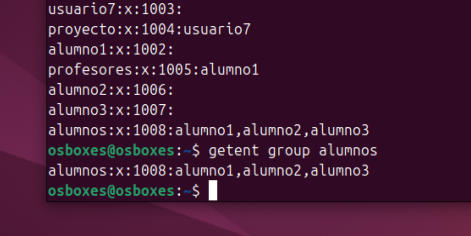 usuario7:x:1003:
proyecto:x:1004:usuario7
alumno1:x:1002:
profesores:x:1005:alumno1
alumno2:x:1006:
alumno3:x:1007:
alumnos:x:1008:alumno1,alumno2,alumno3
osboxes@osboxes:~$ getent group alumnos
alumnos:x:1008:alumno1,alumno2,alumno3
osboxes@osboxes:~$